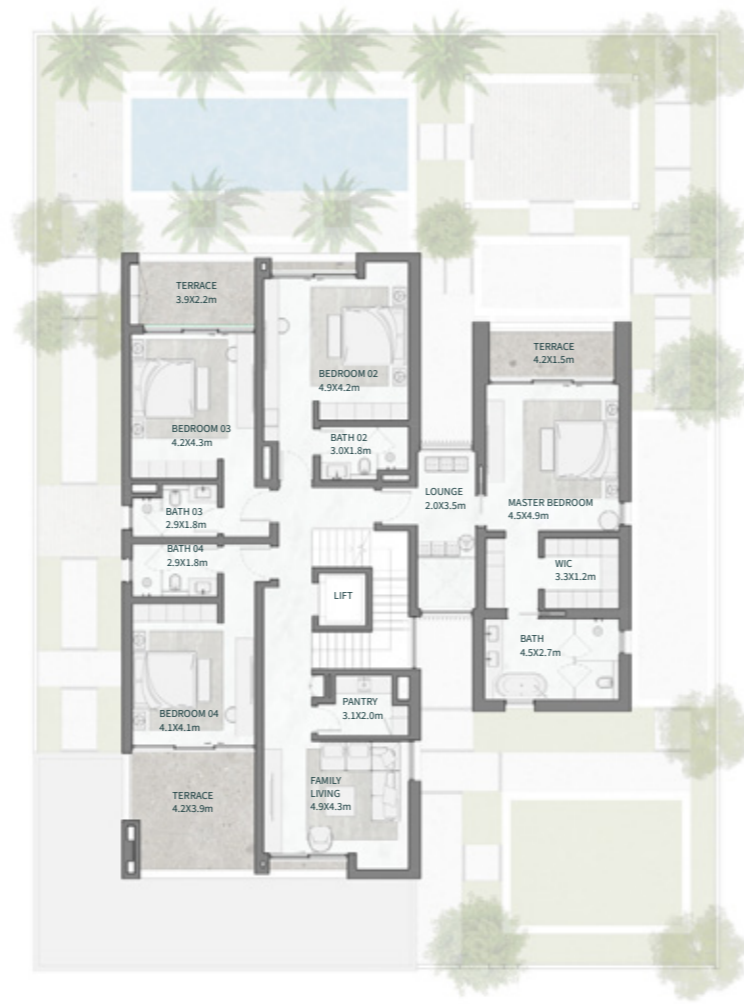 TERRACE
3.9X2.2m
TERRACE
4.2X1.5m
BEDROOM 02
4.9X4.2m
BEDROOM 03
4.2X4.3m
BATH 02
3.0X1.8m
LOUNGE
2.0X3.5m
MASTER BEDROOM
4.5X4.9m
BATH 03
2.9X1.8m
BATH 04
2.9X1.8m
WIC
3.3X1.2m
LIFT
BATH
4.5X2.7m
PANTRY
3.1X2.0m
BEDROOM 04
4.1X4.1m
FAMILY
LIVING
4.9X4.3m
TERRACE
4.2X3.9m